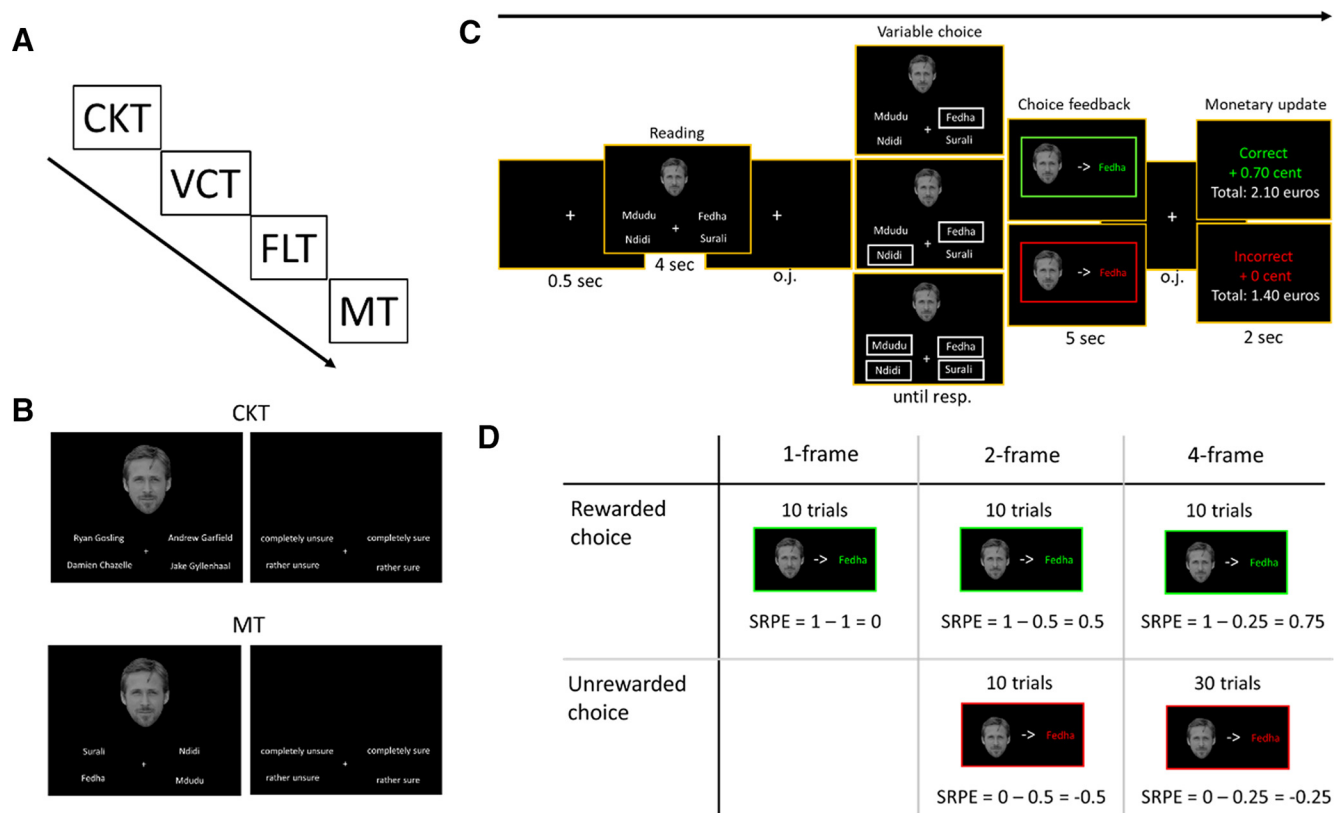 A
CKT
VCT
FLT
MT
B
CKT
Ryan Gosling
Andrew Garfield
Damien Chazelle
+
Jake Gyllenhaal
completely unsure
completely sure
rather unsure
+
rather sure
MT
Surali
Ndidi
Fedha
+
Mdudu
completely unsure
completely sure
rather unsure
+
rather sure
C
+
0.5 sec
Reading
Mdudu
Fedha
Ndidi
+
Surali
4 sec
+
o.j.
Variable choice
Mdudu
Fedha
Ndidi
+
Surali
Mdudu
Fedha
Ndidi
+
Surali
Mdudu
Fedha
Ndidi
+
Surali
until resp.
Choice feedback
-> Fedha
-> Fedha
5 sec
+
o.j.
Monetary update
Correct
+ 0.70 cent
Total: 2.10 euros
Incorrect
+ 0 cent
Total: 1.40 euros
2 sec
D
1-frame
2-frame
4-frame
Rewarded
choice
10 trials
-> Fedha
SRPE = 1 – 1 = 0
10 trials
-> Fedha
SRPE = 1 – 0.5 = 0.5
10 trials
-> Fedha
SRPE = 1 – 0.25 = 0.75
Unrewarded
choice
10 trials
-> Fedha
SRPE = 0 – 0.5 = -0.5
30 trials
-> Fedha
SRPE = 0 – 0.25 = -0.25